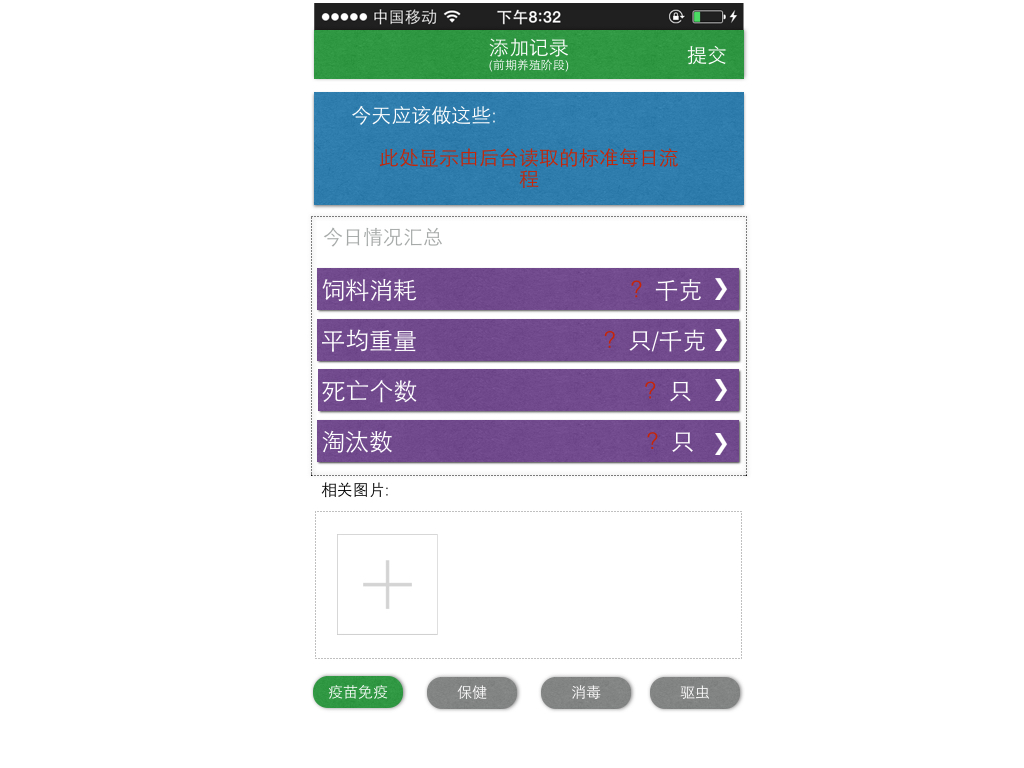 中国移动 下午8:32
添加记录
(前期养殖阶段)
提交
今天应该做这些:
此处显示由后台读取的标准每日流
程
今日情况汇总
饲料消耗 ? 千克 ❯
平均重量 ? 只/千克 ❯
死亡个数 ? 只 ❯
淘汰数 ? 只 ❯
相关图片:
疫苗免疫 保健 消毒 驱虫